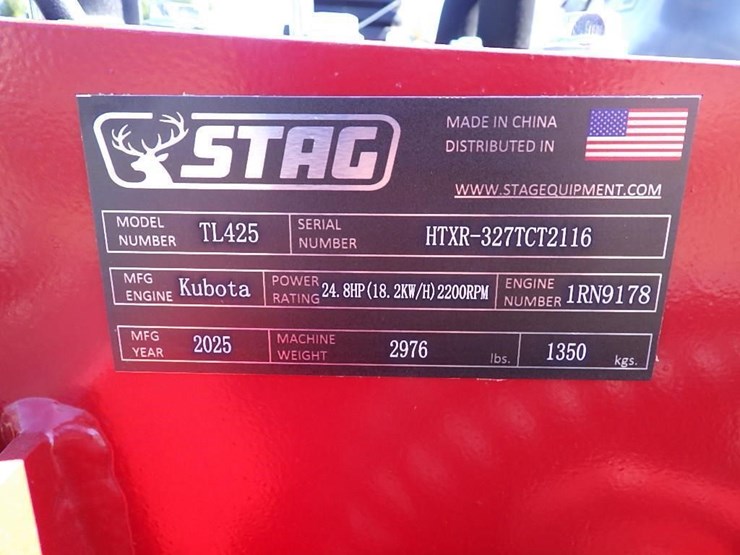 STAG
MADE IN CHINA
DISTRIBUTED IN
WWW.STAGEQUIPMENT.COM
MODEL NUMBER TL425 SERIAL NUMBER HTXR-327TCT2116
MFG ENGINE Kubota POWER RATING 24.8HP(18.2KW/H)2200RPM ENGINE NUMBER 1RN9178
MFG YEAR 2025 MACHINE WEIGHT 2976 lbs. 1350 kgs.